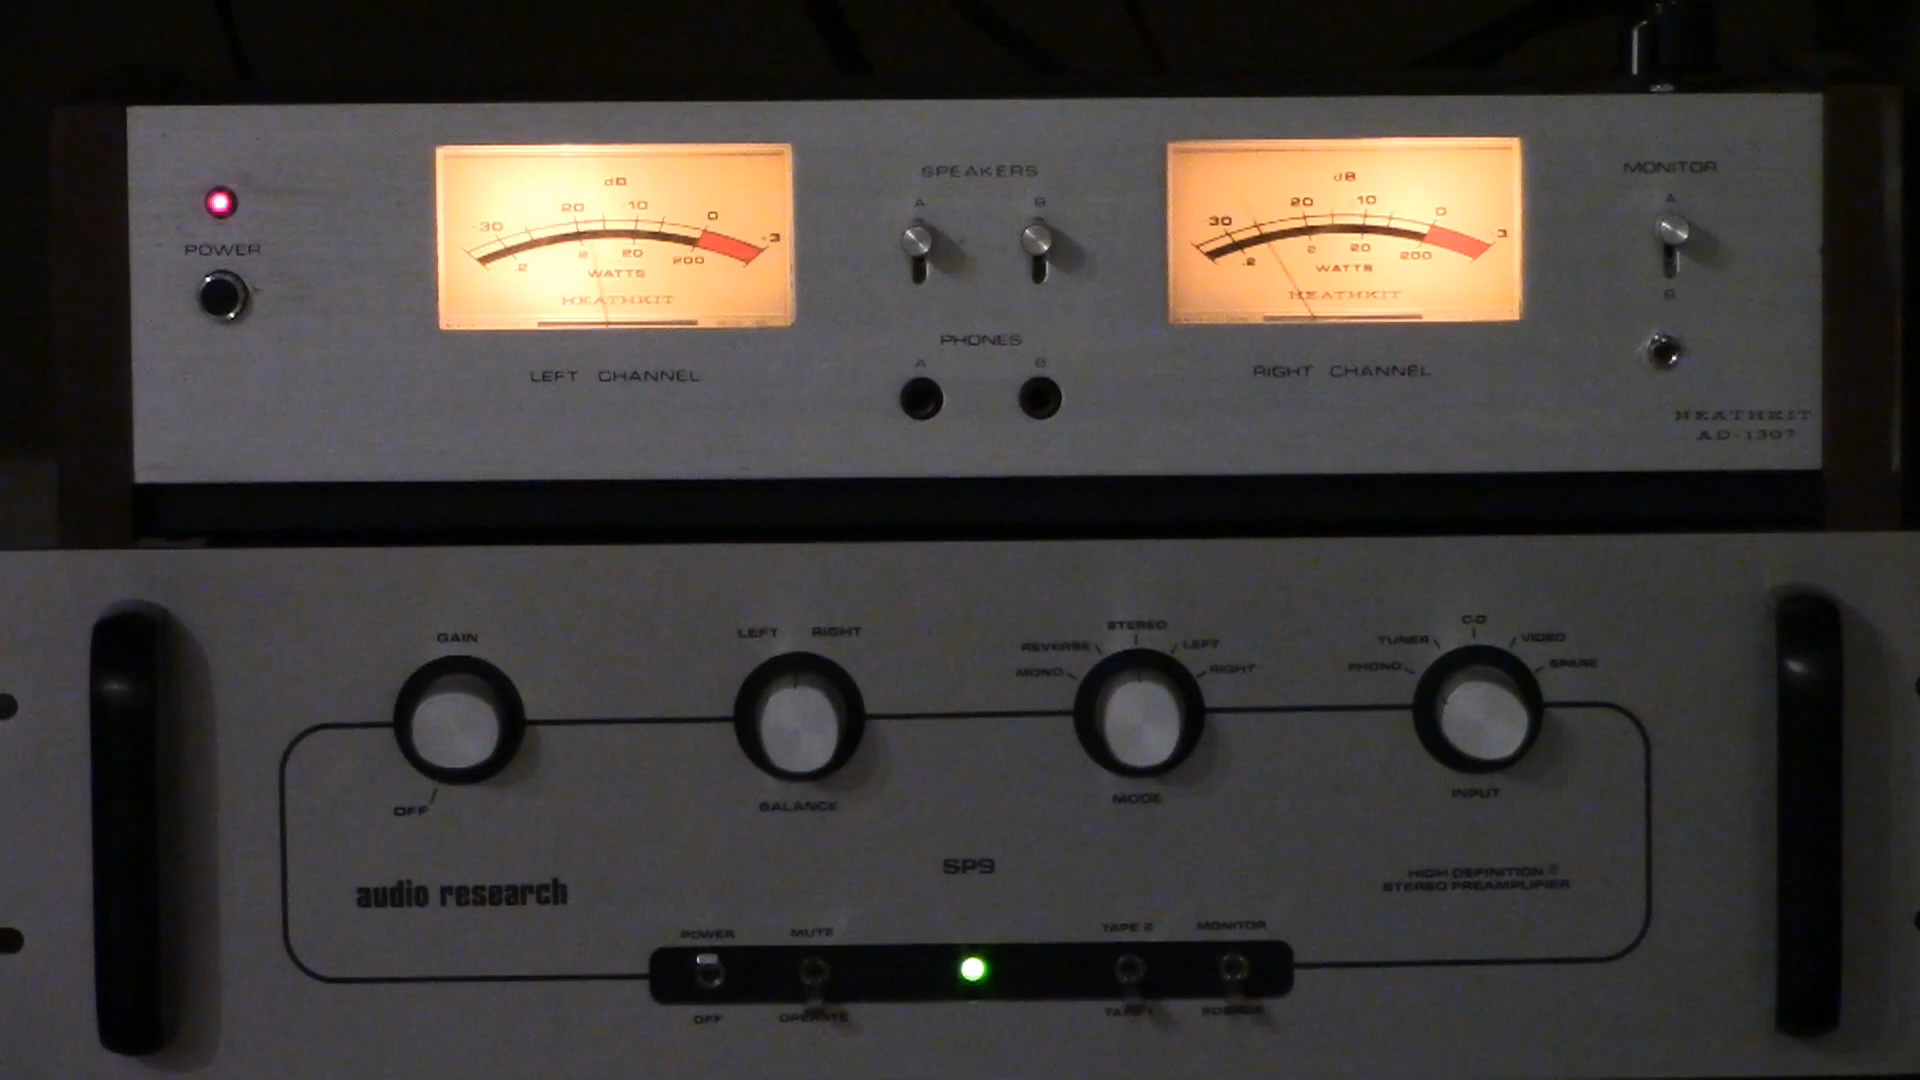 dB
30 20 -10 0 3
.2 2 20 200
WATTS
HEATHKIT
LEFT CHANNEL
POWER
SPEAKERS
A B
PHONES
A B
dB
30 20 10 0 3
.2 2 20 200
WATTS
HEATHKIT
RIGHT CHANNEL
MONITOR
A
B
HEATHKIT
AD-1307
GAIN
OFF
LEFT RIGHT
BALANCE
MONO REVERSE STEREO LEFT RIGHT
MODE
PHONO TUNER CD VIDEO SPARE
INPUT
audio research
SP9
HIGH DEFINITION
STEREO PREAMPLIFIER
POWER MUTE TAPE 2 MONITOR
OFF OPERATE TAPE 1 SOURCE